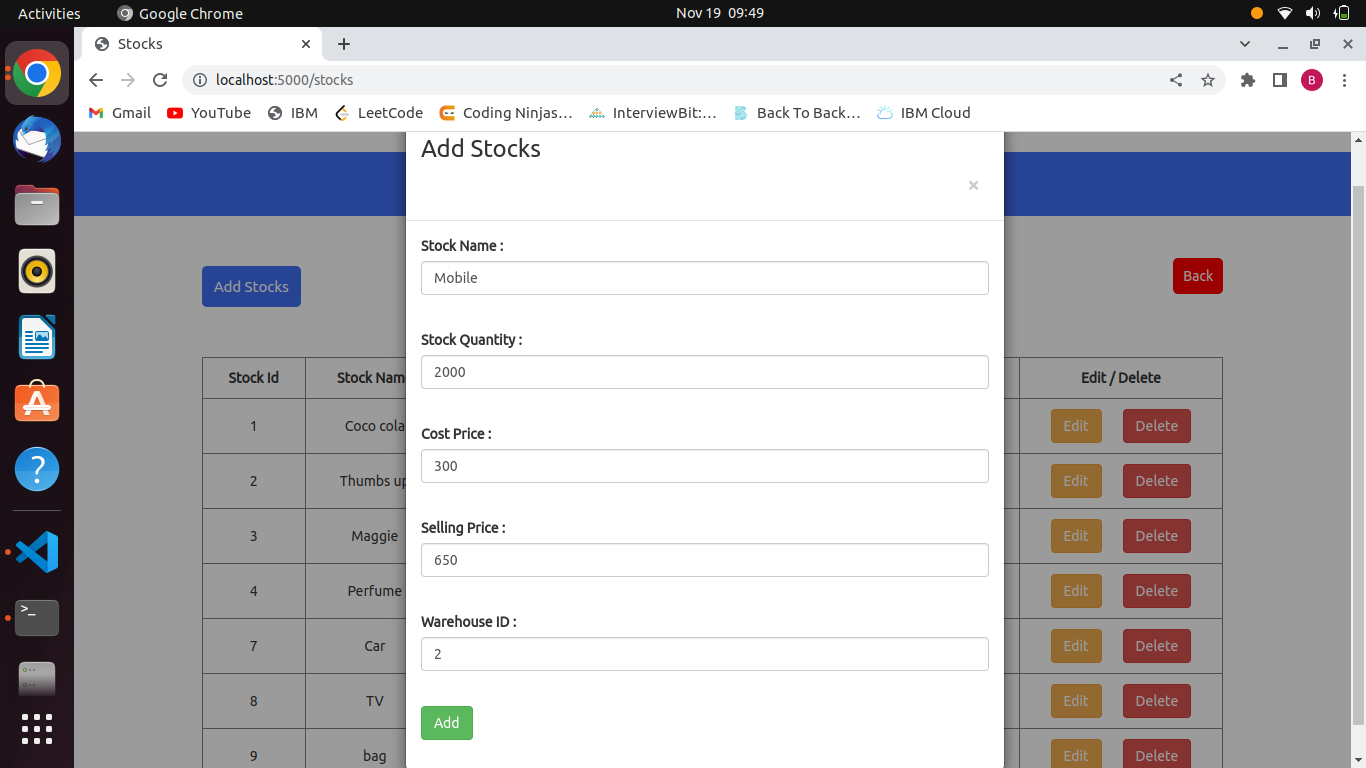 Activities
Google Chrome
Nov 19 09:49
Stocks
localhost:5000/stocks
B
Gmail
YouTube
IBM
LeetCode
Coding Ninjas...
InterviewBit:...
Back To Back...
IBM Cloud
Add Stocks
×
Stock Name :
Mobile
Stock Quantity :
2000
Cost Price :
300
Selling Price :
650
Warehouse ID :
2
Add
Add Stocks
Back
Stock Id Stock Nam Edit / Delete
1 Coco cola Edit Delete
2 Thumbs up Edit Delete
3 Maggie Edit Delete
4 Perfume Edit Delete
7 Car Edit Delete
8 TV Edit Delete
9 bag Edit Delete